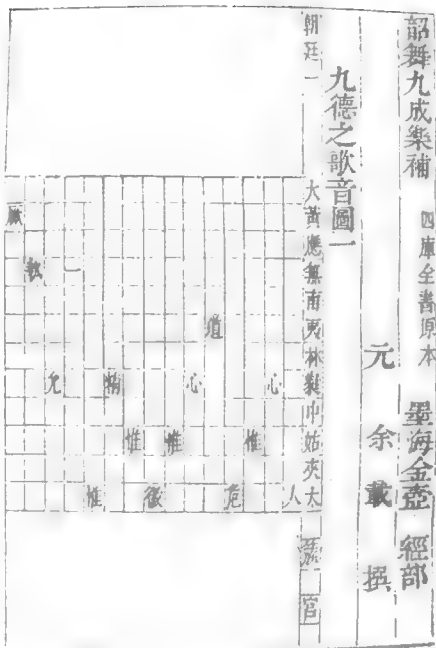 韶舞九成樂補 四庫全書原本 墨海金壺 經部
元 余載 撰
九德之歌音圖一
朝廷一 大黃應無南夷林蕤中姑夾太 宮
人
心
惟
危
道
心
惟
微
惟
精
惟
一
允
執
厥